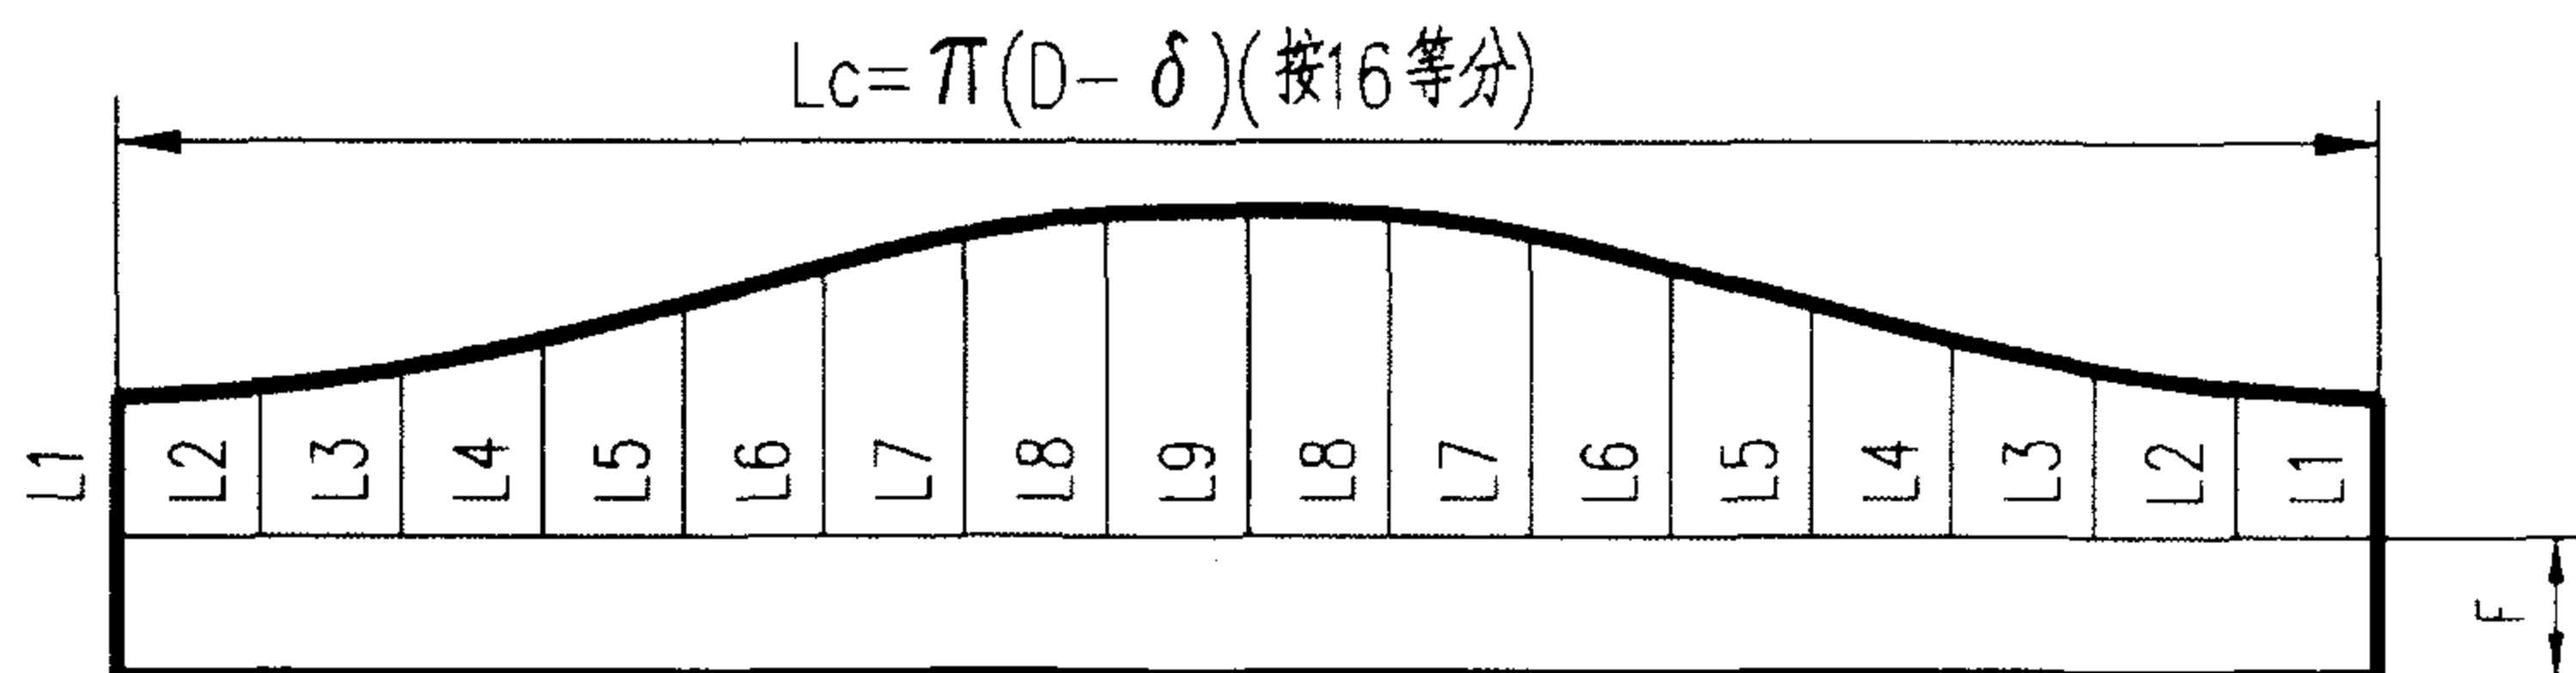 Lc=π(D-δ)(按16等分)
L1 L2 L3 L4 L5 L6 L7 L8 L9 L8 L7 L6 L5 L4 L3 L2 L1
F